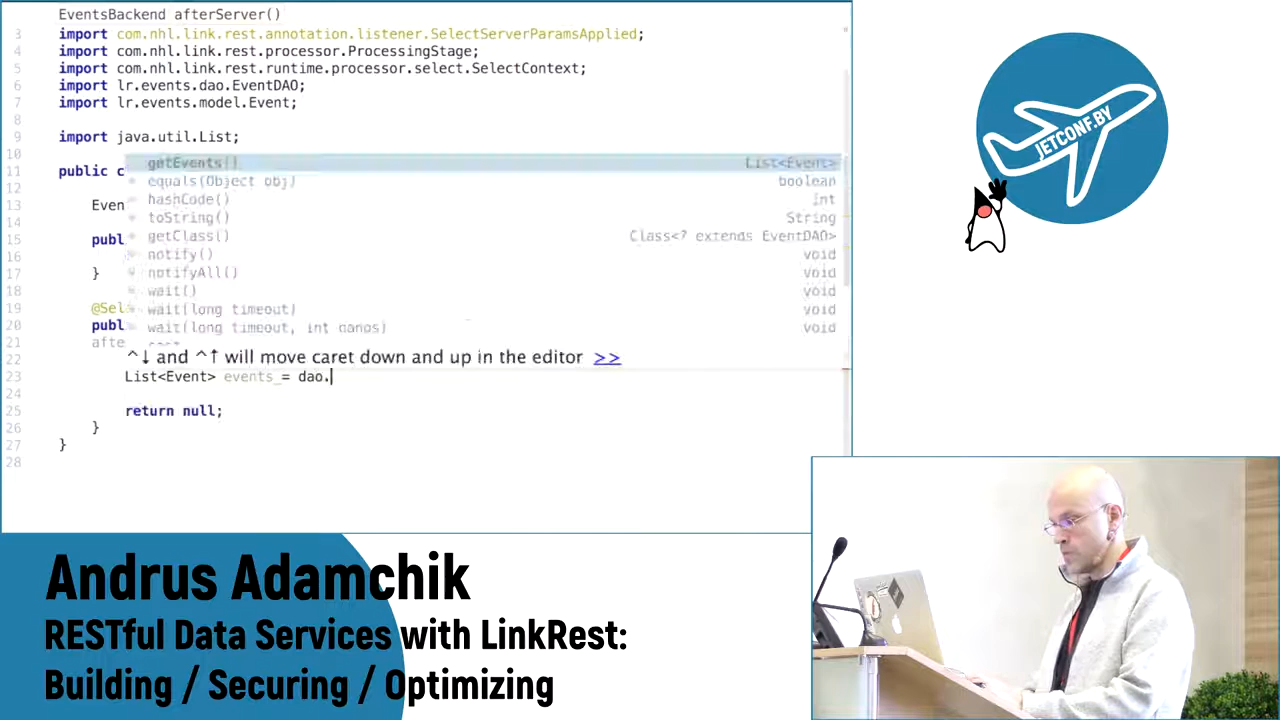 EventsBackend afterServer()
3 import com.nhl.link.rest.annotation.listener.SelectServerParamsApplied;
4 import com.nhl.link.rest.processor.ProcessingStage;
5 import com.nhl.link.rest.runtime.processor.select.SelectContext;
6 import lr.events.dao.EventDAO;
7 import lr.events.model.Event;
8
9 import java.util.List;
10
getEvents() List<Event>
11 public c
equals(Object obj) boolean
12
hashCode() int
13 Even
toString() String
14
getClass() Class<? extends EventDAO>
15 publ
notify() void
16
17 }
notifyAll() void
18
wait() void
19 @Sel
wait(long timeout) void
20 publ
wait(long timeout, int nanos) void
21 afte
22
^↓ and ^↑ will move caret down and up in the editor >>
23 List<Event> events = dao.
24
25 return null;
26 }
27 }
28
JETCONF.BY
Andrus Adamchik
RESTful Data Services with LinkRest:
Building / Securing / Optimizing